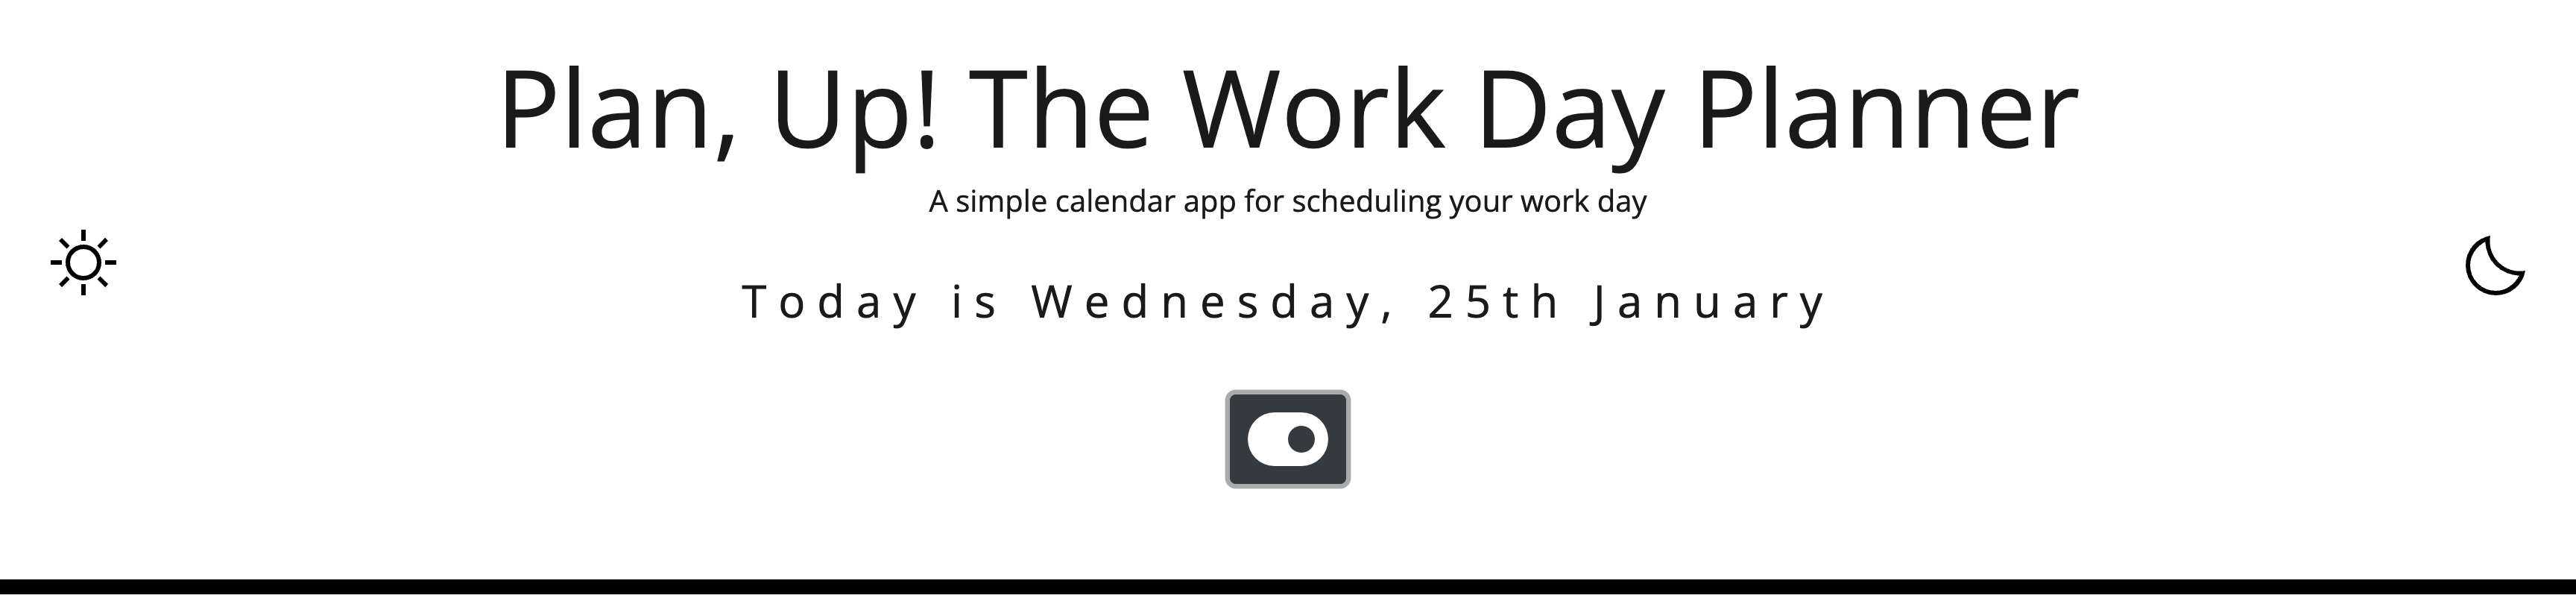 Plan, Up! The Work Day Planner
A simple calendar app for scheduling your work day
Today is Wednesday, 25th January